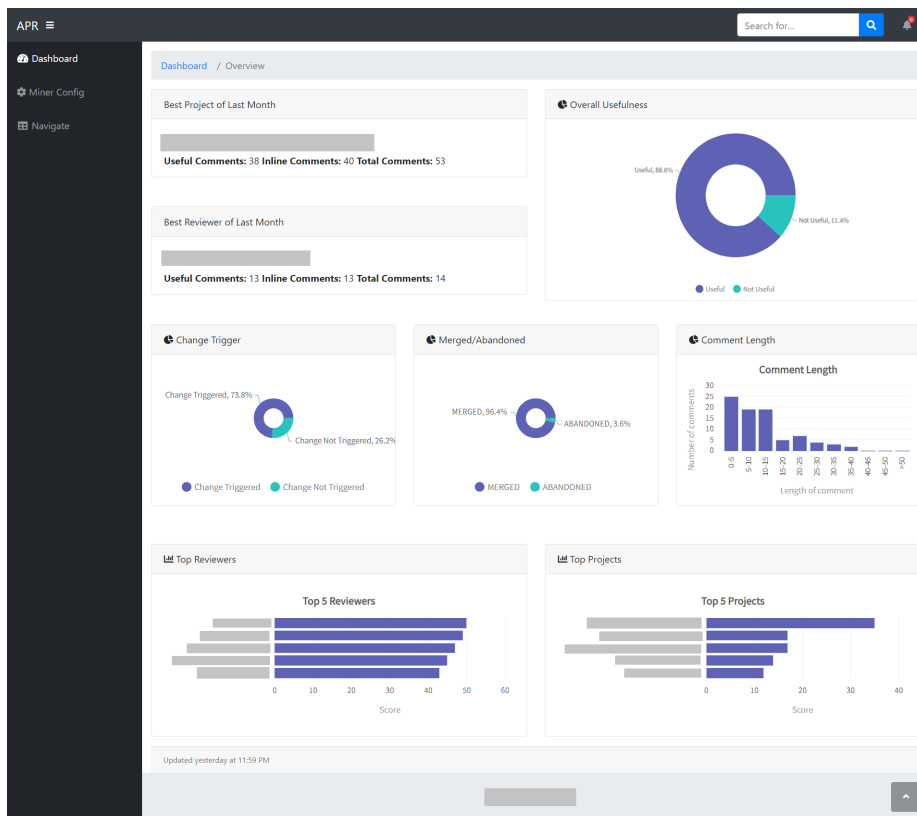 APR
Search for...
Dashboard
Miner Config
Navigate
Dashboard / Overview
Best Project of Last Month
Useful Comments: 38 Inline Comments: 40 Total Comments: 53
Best Reviewer of Last Month
Useful Comments: 13 Inline Comments: 13 Total Comments: 14
Overall Usefulness
Useful, 88.6%
Not Useful, 11.4%
Useful Not Useful
Change Trigger
Change Triggered, 73.8%
Change Not Triggered, 26.2%
Change Triggered Change Not Triggered
Merged/Abandoned
MERGED, 96.4%
ABANDONED, 3.6%
MERGED ABANDONED
Comment Length
Comment Length
Number of comments
30
25
20
15
10
5
0
0-5 5-10 10-15 15-20 20-25 25-30 30-35 35-40 40-45 45-50 >50
Length of comment
Top Reviewers
Top 5 Reviewers
0 10 20 30 40 50 60
Score
Top Projects
Top 5 Projects
0 10 20 30 40
Score
Updated yesterday at 11:59 PM